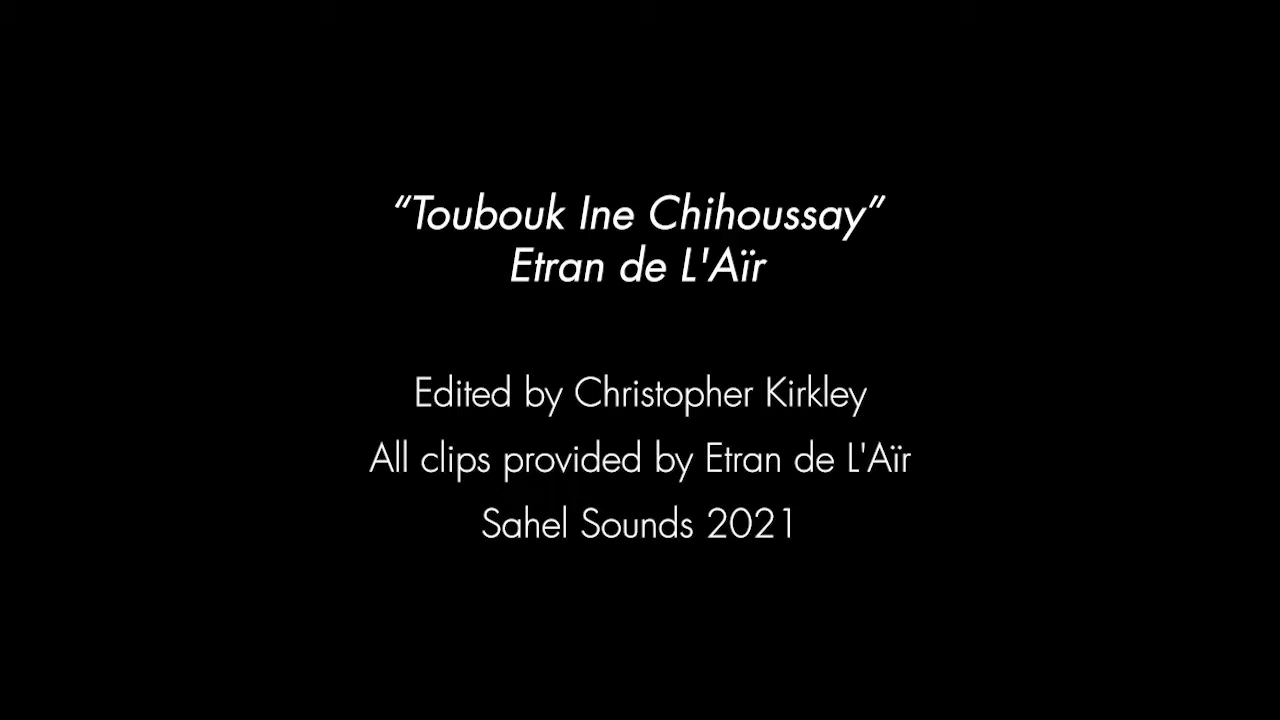 “Toubouk Ine Chihoussay”
Etran de L'Aïr
Edited by Christopher Kirkley
All clips provided by Etran de L'Aïr
Sahel Sounds 2021